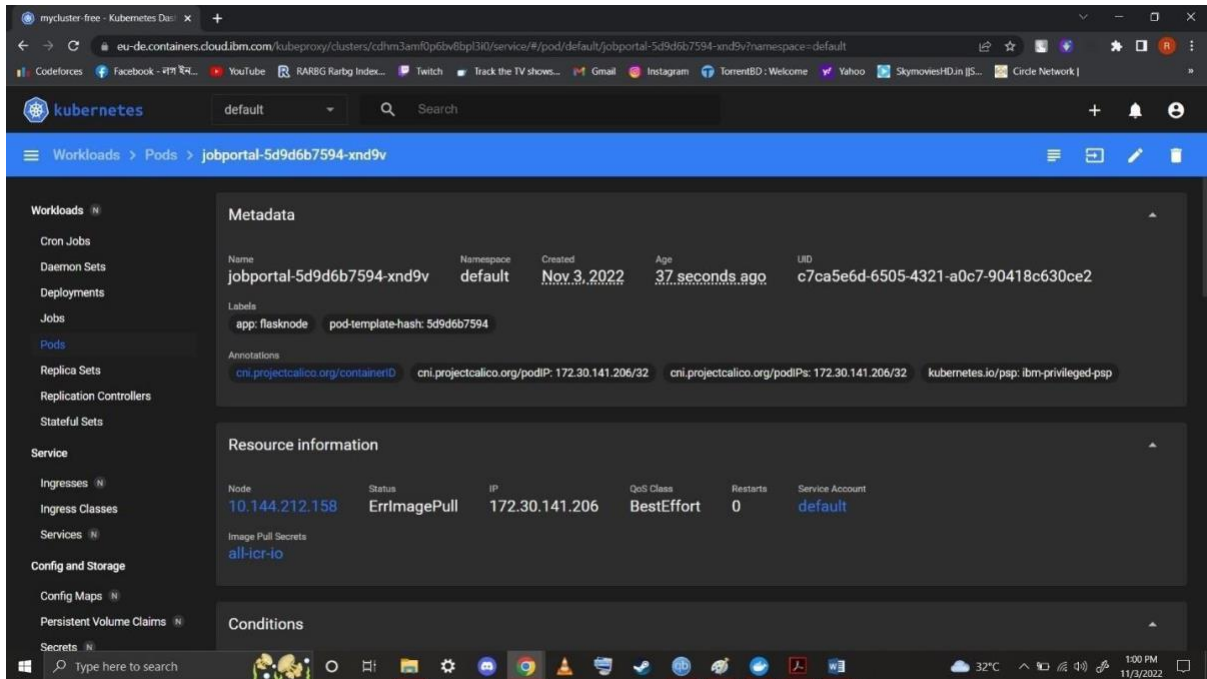 mycluster-free - Kubernetes Das
eu-de.containers.cloud.ibm.com/kubeproxy/clusters/cdhm3amf0p6bv8bpl3i0/service/#/pod/default/jobportal-5d9d6b7594-xnd9v?namespace=default
R
Codeforces Facebook - YouTube RARBG Rarbg Index... Twitch Track the TV shows... Gmail Instagram TorrentBD : Welcome Yahoo SkymoviesHD.in ||S... Circle Network |
kubernetes default Search
Workloads > Pods > jobportal-5d9d6b7594-xnd9v
Workloads N
Cron Jobs
Daemon Sets
Deployments
Jobs
Pods
Replica Sets
Replication Controllers
Stateful Sets
Service
Ingresses N
Ingress Classes
Services N
Config and Storage
Config Maps N
Persistent Volume Claims N
Secrets N
Metadata
Name Namespace Created Age UID
jobportal-5d9d6b7594-xnd9v default Nov 3, 2022 37 seconds ago c7ca5e6d-6505-4321-a0c7-90418c630ce2
Labels
app: flasknode pod-template-hash: 5d9d6b7594
Annotations
cni.projectcalico.org/containerID cni.projectcalico.org/podIP: 172.30.141.206/32 cni.projectcalico.org/podIPs: 172.30.141.206/32 kubernetes.io/psp: ibm-privileged-psp
Resource information
Node Status IP QoS Class Restarts Service Account
10.144.212.158 ErrImagePull 172.30.141.206 BestEffort 0 default
Image Pull Secrets
all-icr-io
Conditions
Type here to search
32°C
1:00 PM
11/3/2022